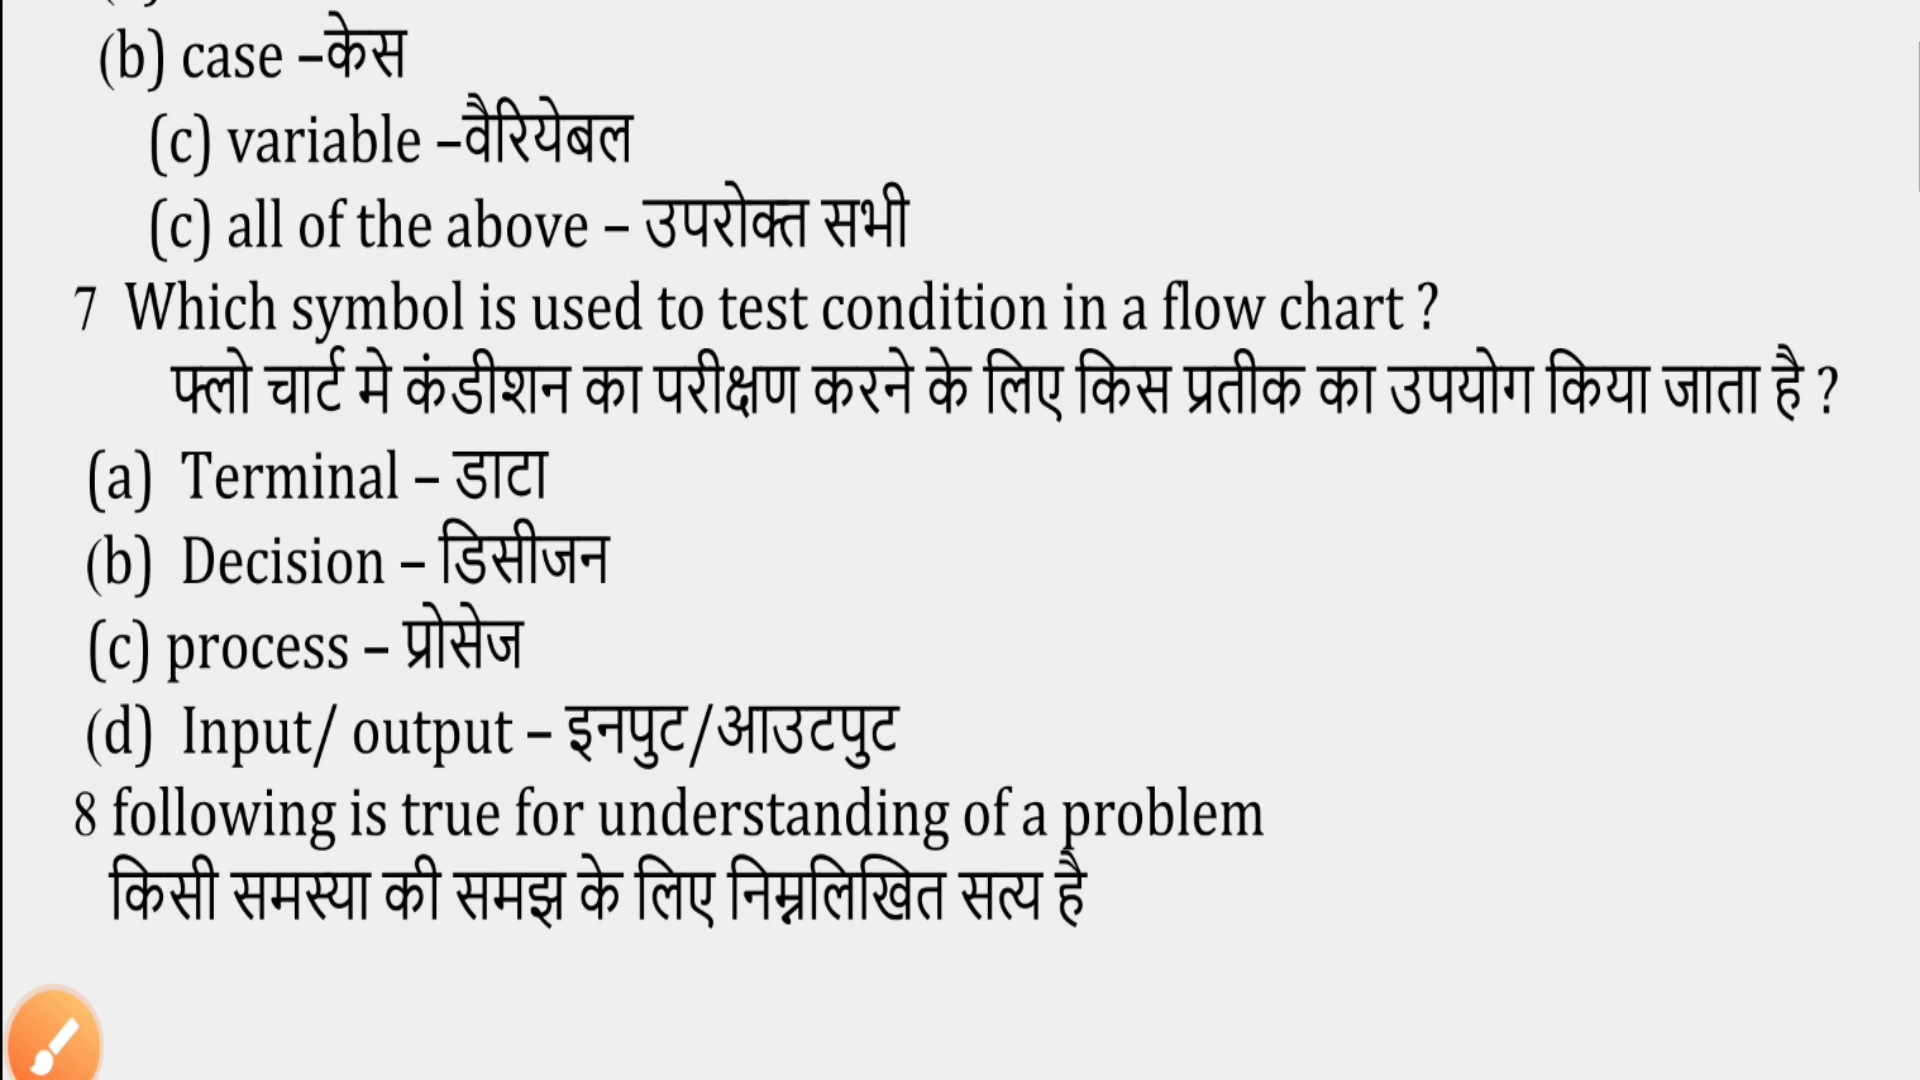 (b) case –केस
(c) variable –वैरियेबल
(c) all of the above – उपरोक्त सभी
7 Which symbol is used to test condition in a flow chart ?
फ्लो चार्ट मे कंडीशन का परीक्षण करने के लिए किस प्रतीक का उपयोग किया जाता है ?
(a) Terminal – डाटा
(b) Decision – डिसीजन
(c) process – प्रोसेज
(d) Input/ output – इनपुट/आउटपुट
8 following is true for understanding of a problem
किसी समस्या की समझ के लिए निम्नलिखित सत्य है